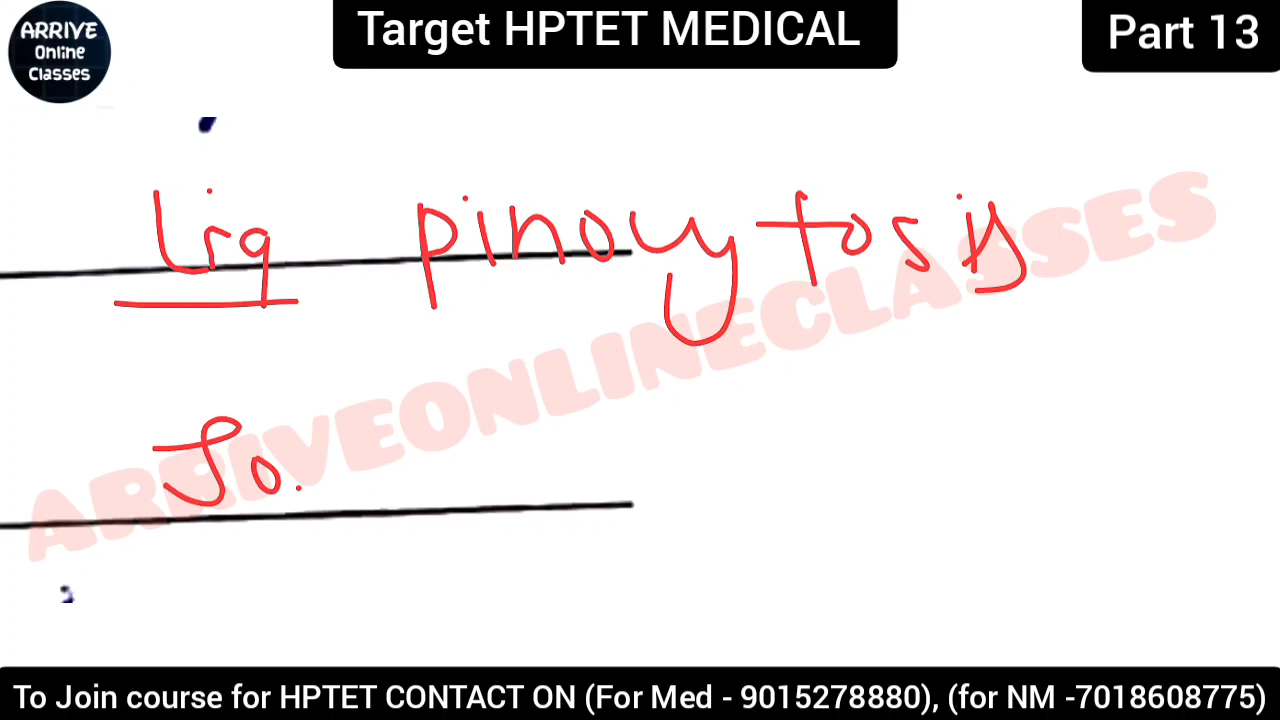 ARRIVE
Online
Classes
Target HPTET MEDICAL
Part 13
Liq pinocytosis
So.
ARRIVEONLINECLASSES
To Join course for HPTET CONTACT ON (For Med - 9015278880), (for NM -7018608775)